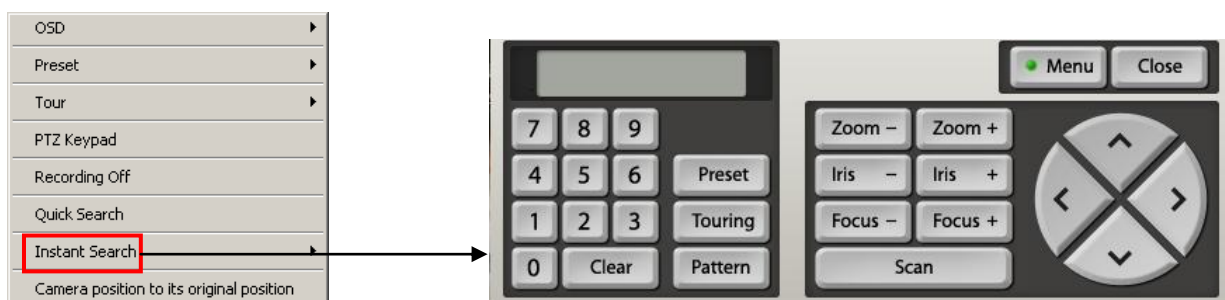 OSD
Preset
Tour
PTZ Keypad
Recording Off
Quick Search
Instant Search
Camera position to its original position
Menu Close
7 8 9
4 5 6 Preset
1 2 3 Touring
0 Clear Pattern
Zoom − Zoom +
Iris − Iris +
Focus − Focus +
Scan